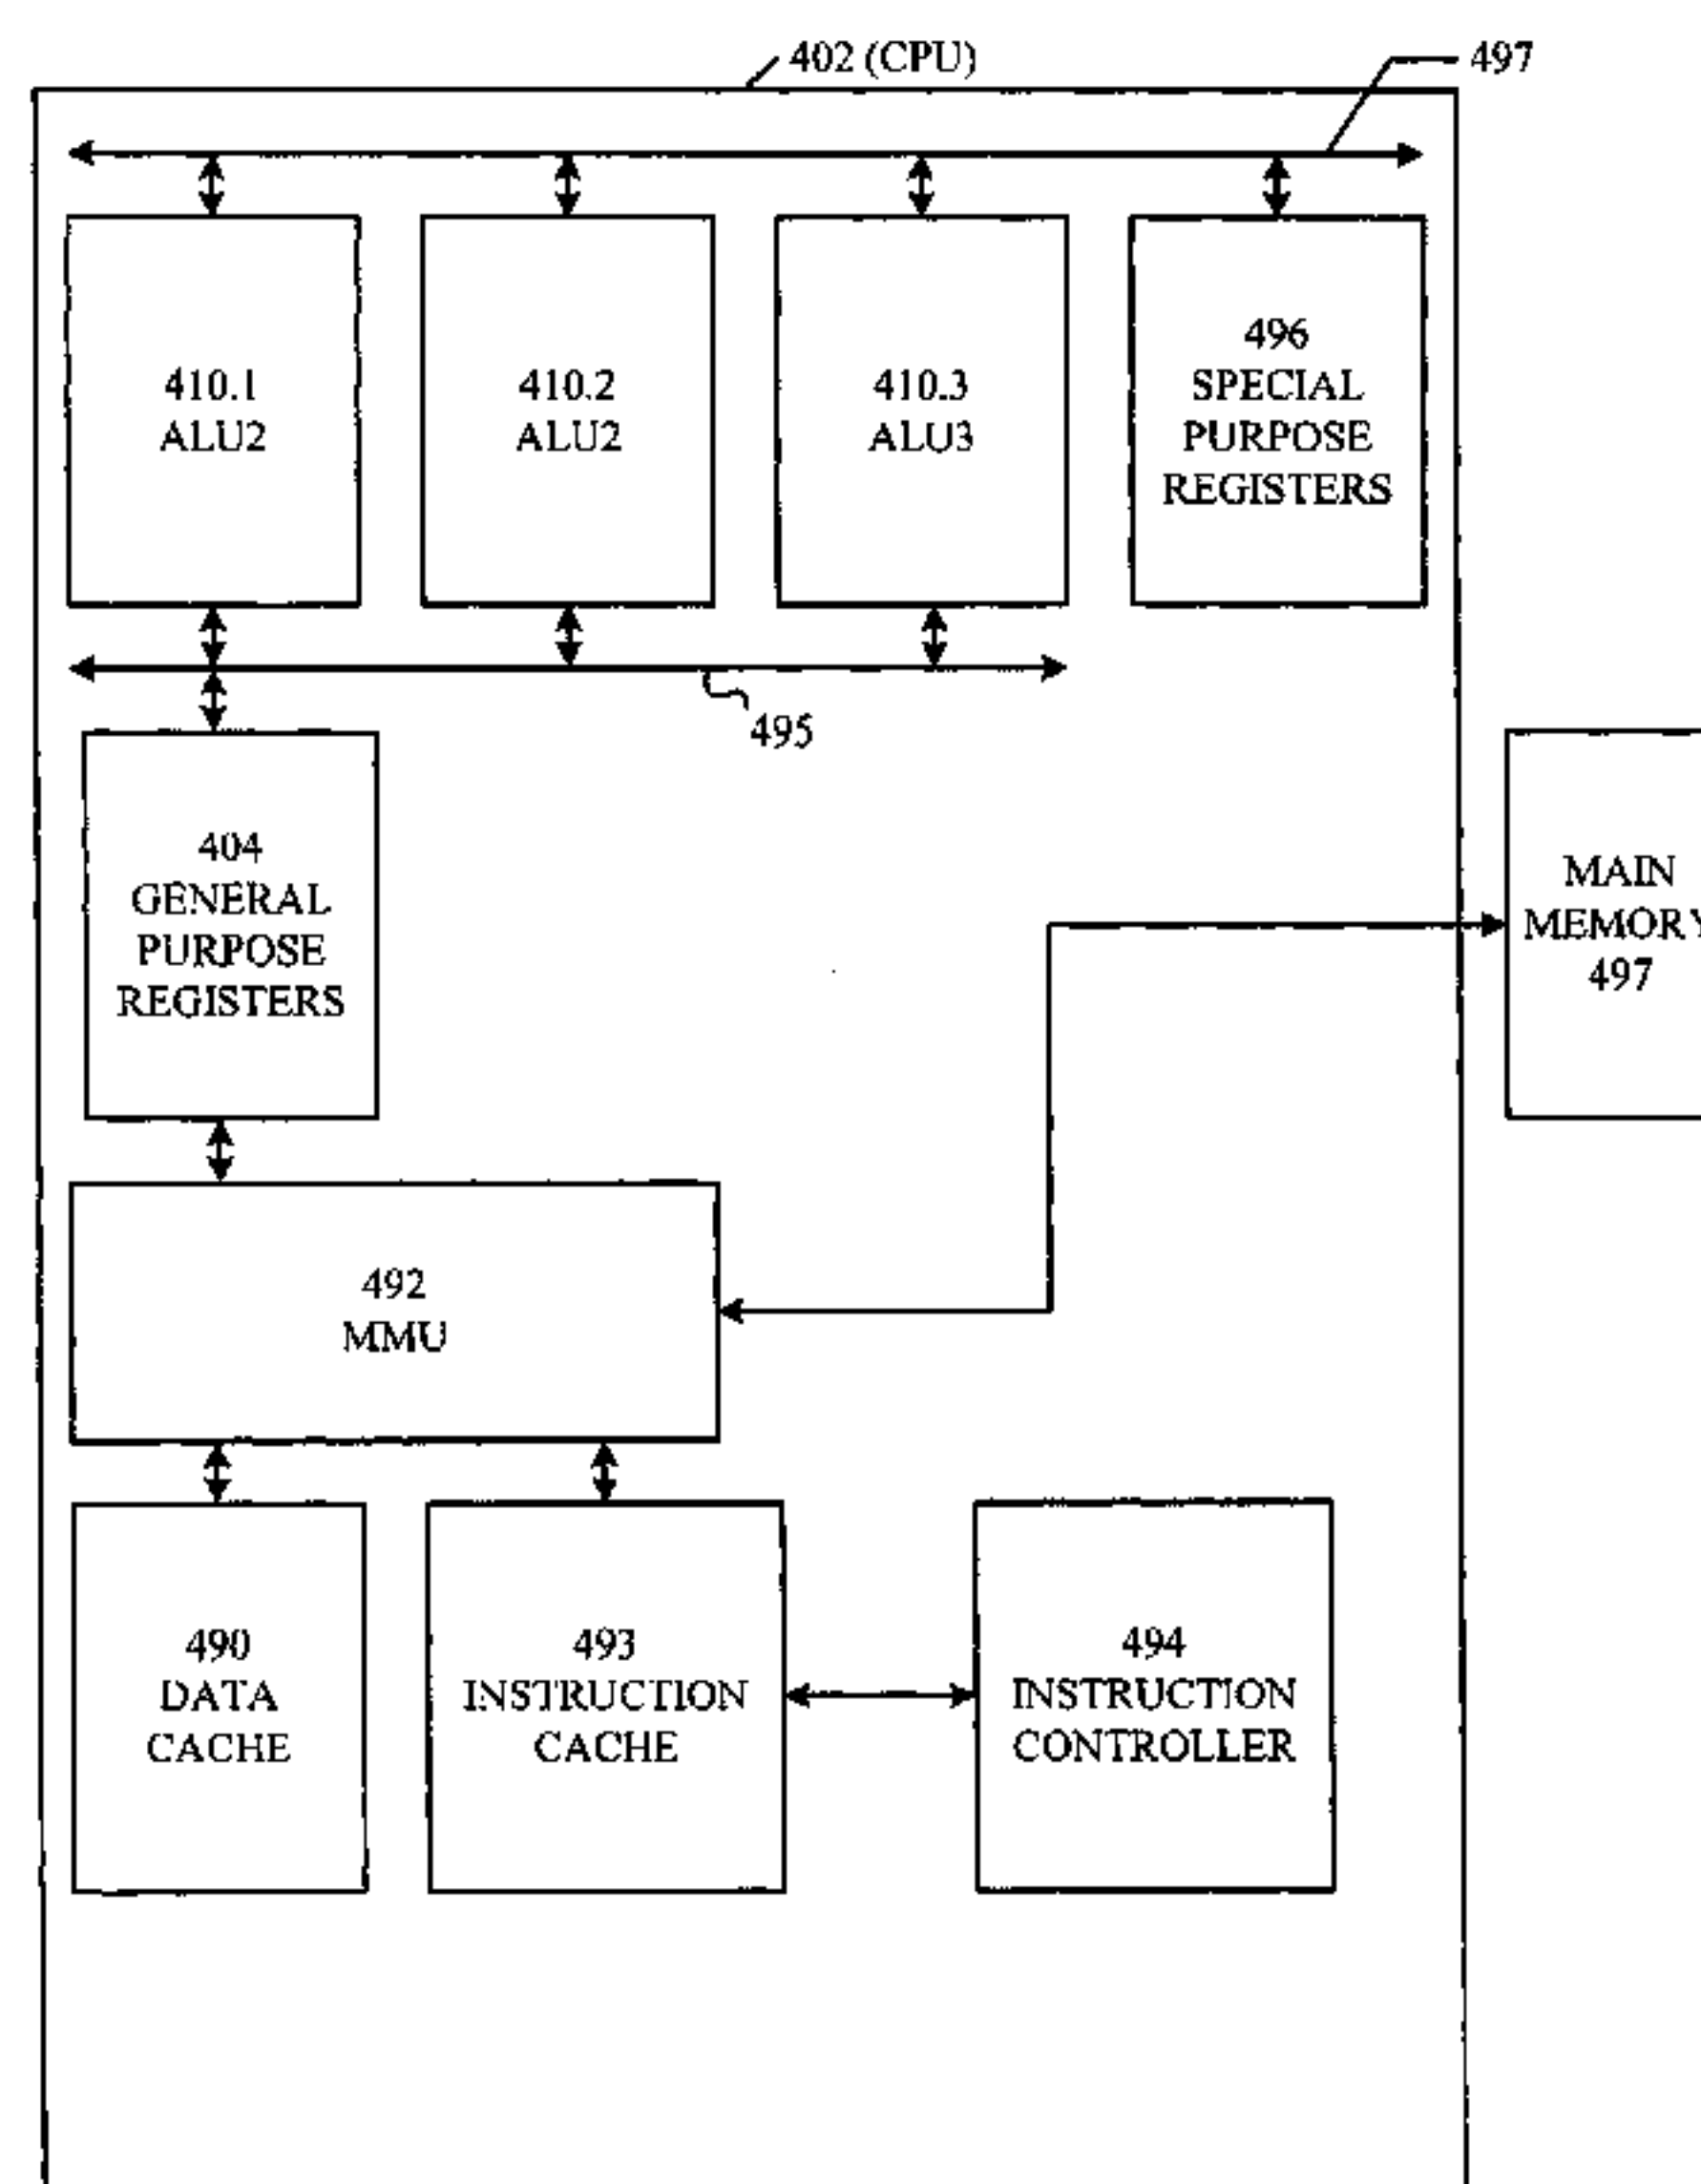 402 (CPU)
497
410.1
ALU2
410.2
ALU2
410.3
ALU3
496
SPECIAL
PURPOSE
REGISTERS
495
404
GENERAL
PURPOSE
REGISTERS
MAIN
MEMORY
497
492
MMU
490
DATA
CACHE
493
INSTRUCTION
CACHE
494
INSTRUCTION
CONTROLLER